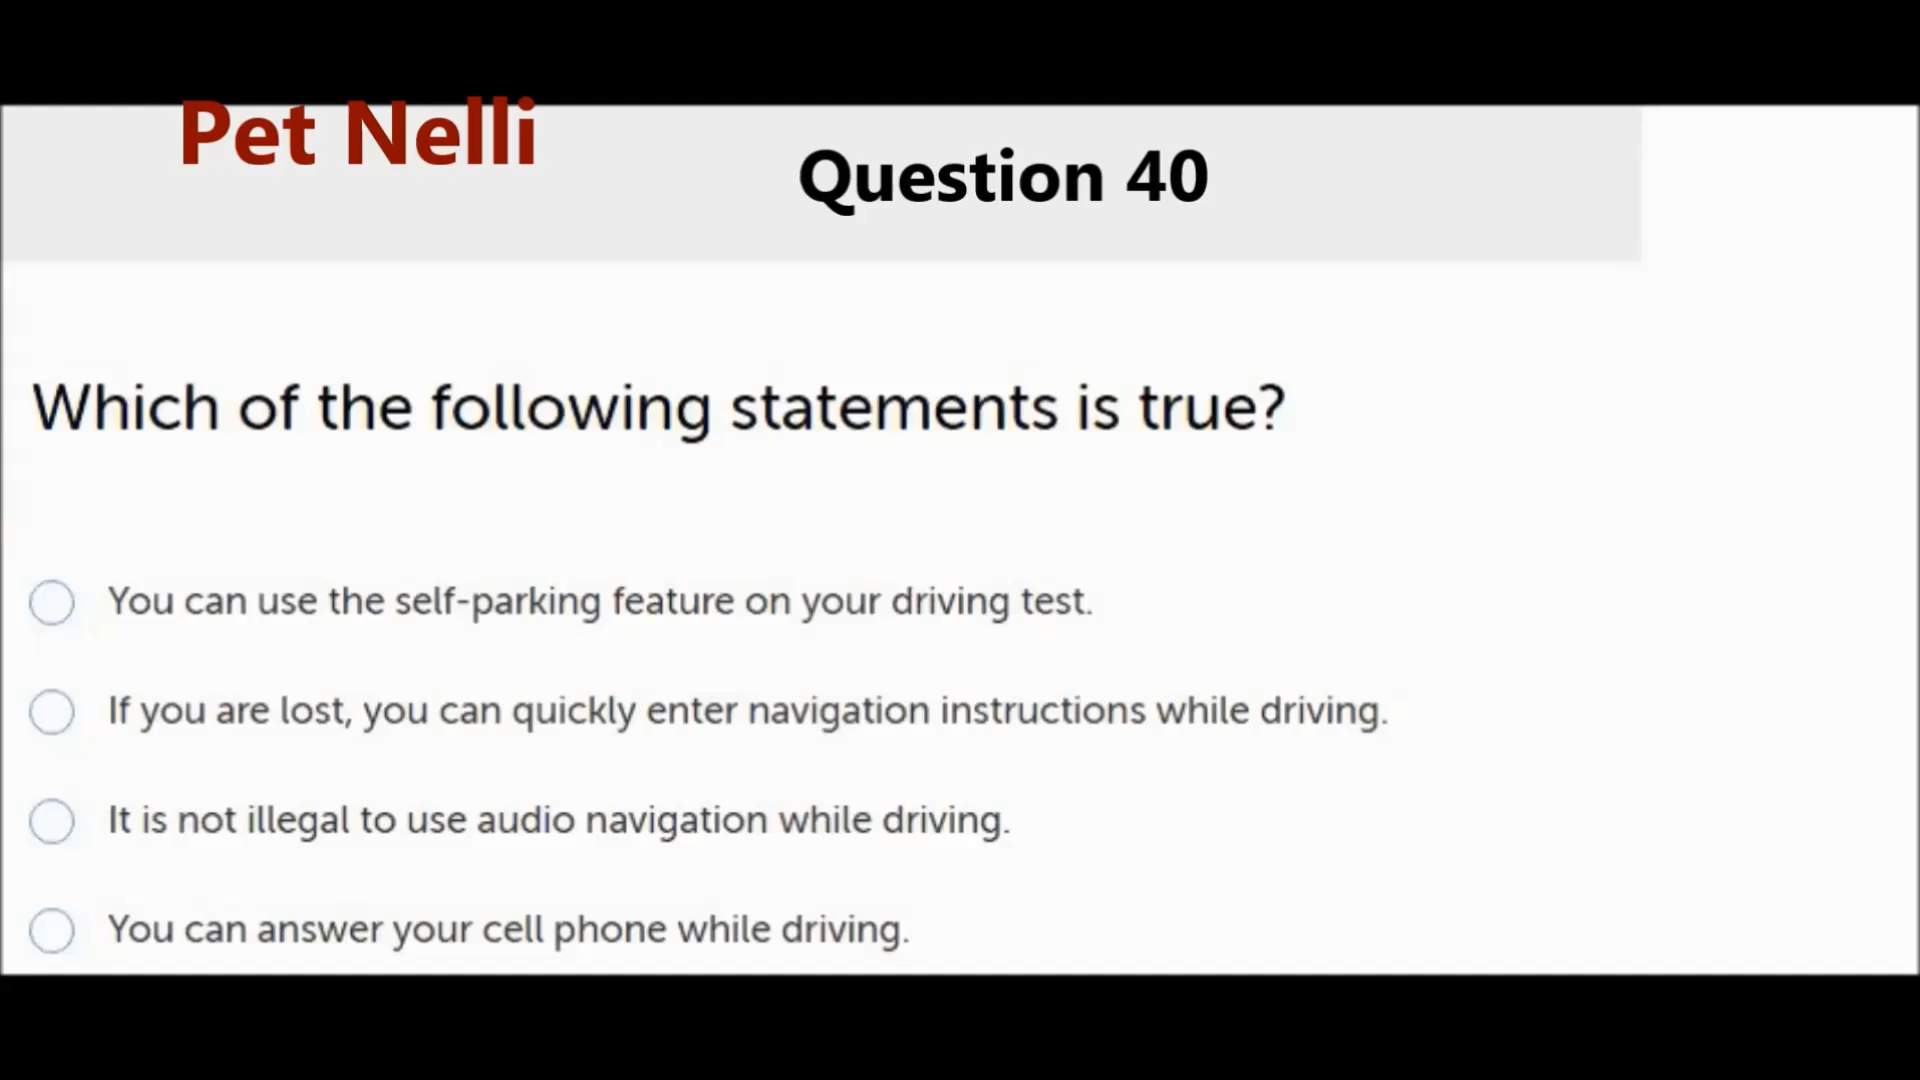 Pet Nelli
Question 40
Which of the following statements is true?
You can use the self-parking feature on your driving test.
If you are lost, you can quickly enter navigation instructions while driving.
It is not illegal to use audio navigation while driving.
You can answer your cell phone while driving.